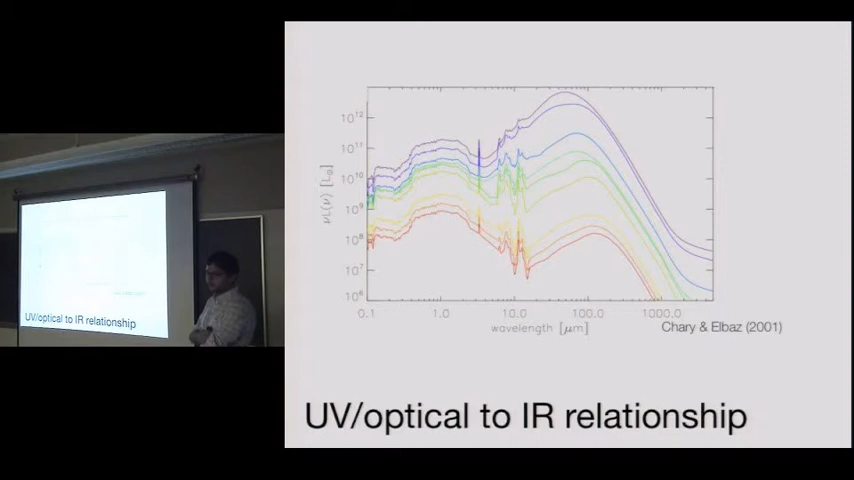 UV/optical to IR relationship
10¹²
10¹¹
10¹⁰
10⁹
10⁸
10⁷
10⁶
νL(ν) [L☉]
0.1 1.0 10.0 100.0 1000.0
wavelength [μm]
Chary & Elbaz (2001)
UV/optical to IR relationship